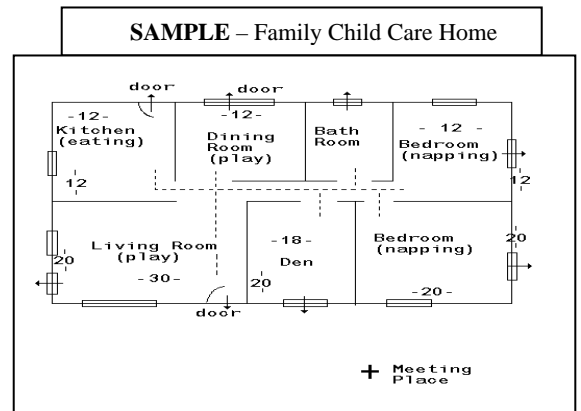 SAMPLE – Family Child Care Home
door
door
-12-
Kitchen
(eating)
12
-12-
Dining
Room
(play)
Bath
Room
- 12 -
Bedroom
(napping)
12
20
Living Room
(play)
-30-
door
-18-
Den
20
Bedroom
(napping)
20
-20-
+ Meeting
Place